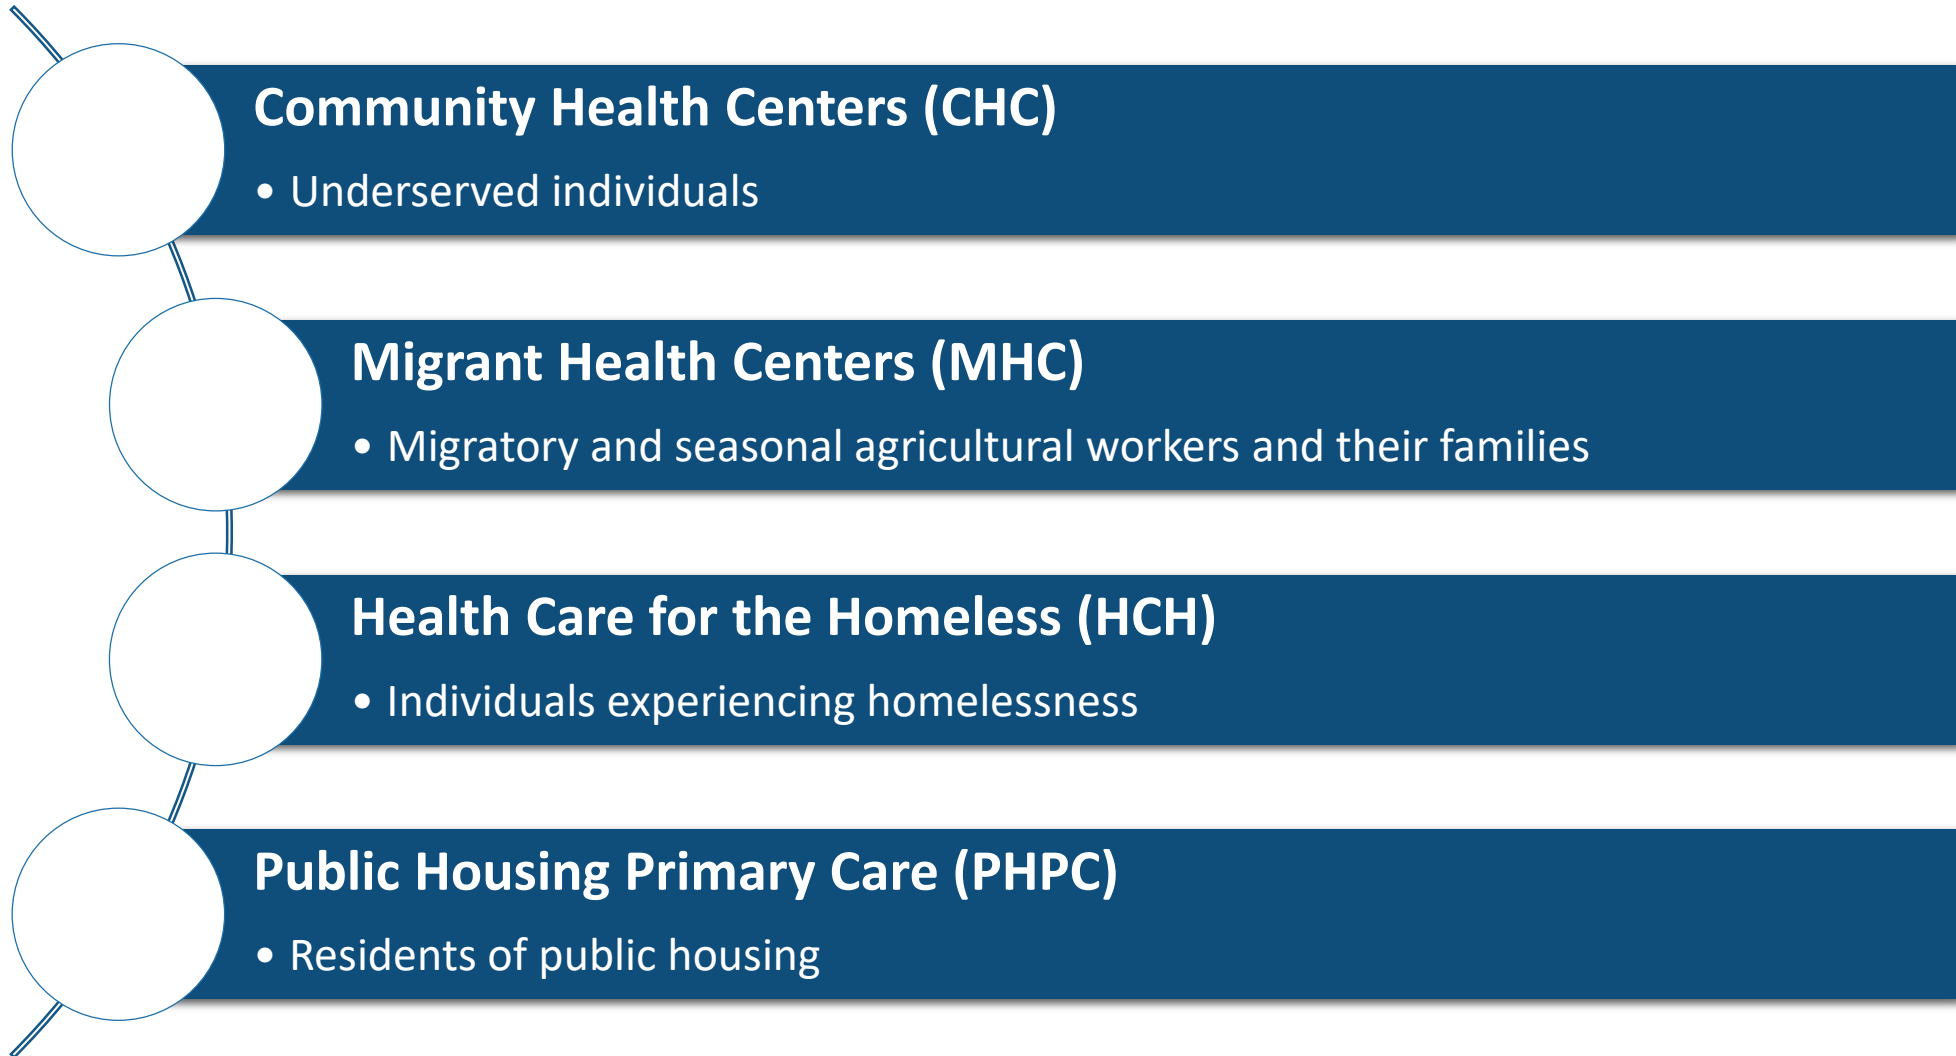 Community Health Centers (CHC)
• Underserved individuals
Migrant Health Centers (MHC)
• Migratory and seasonal agricultural workers and their families
Health Care for the Homeless (HCH)
• Individuals experiencing homelessness
Public Housing Primary Care (PHPC)
• Residents of public housing